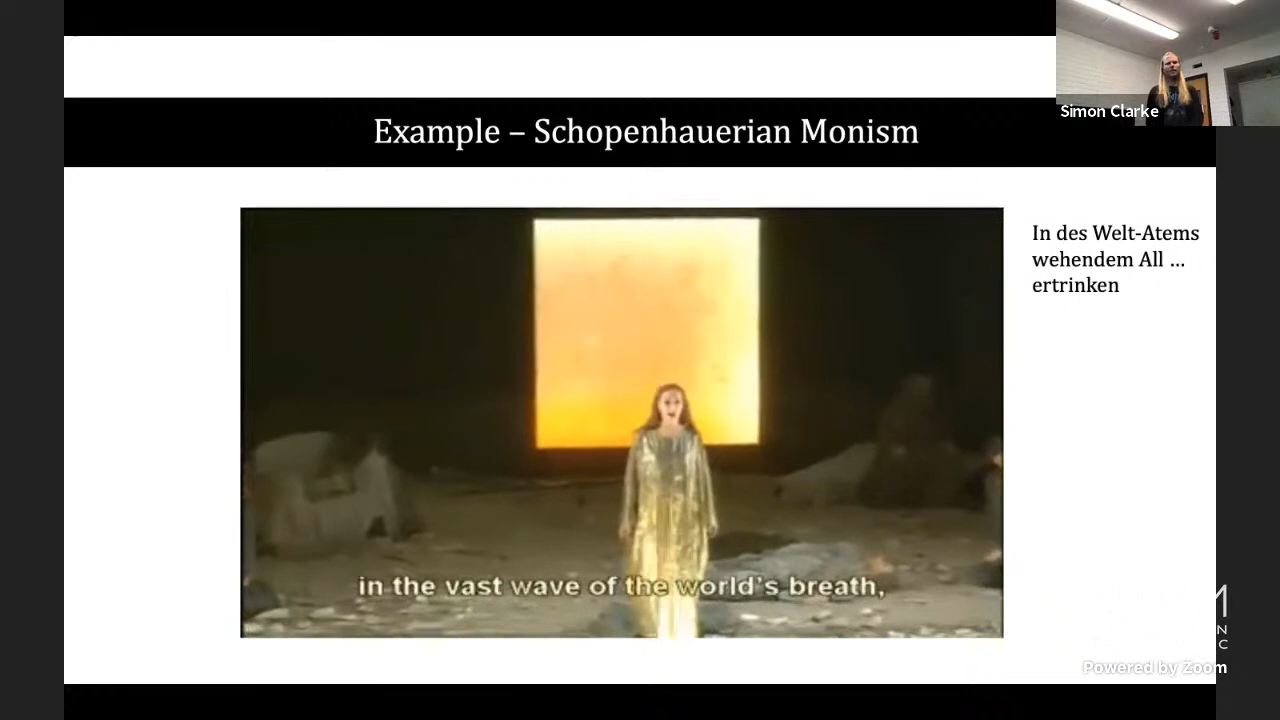 Example – Schopenhauerian Monism
Simon Clarke
In des Welt-Atems
wehendem All ...
ertrinken
in the vast wave of the world's breath,
M
N
C
Powered by Zoom